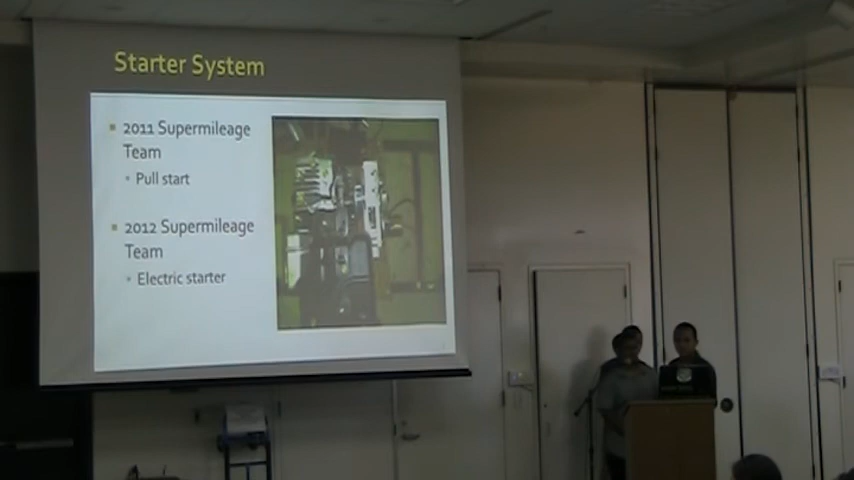 Starter System
2011 Supermileage
Team
Pull start
2012 Supermileage
Team
Electric starter